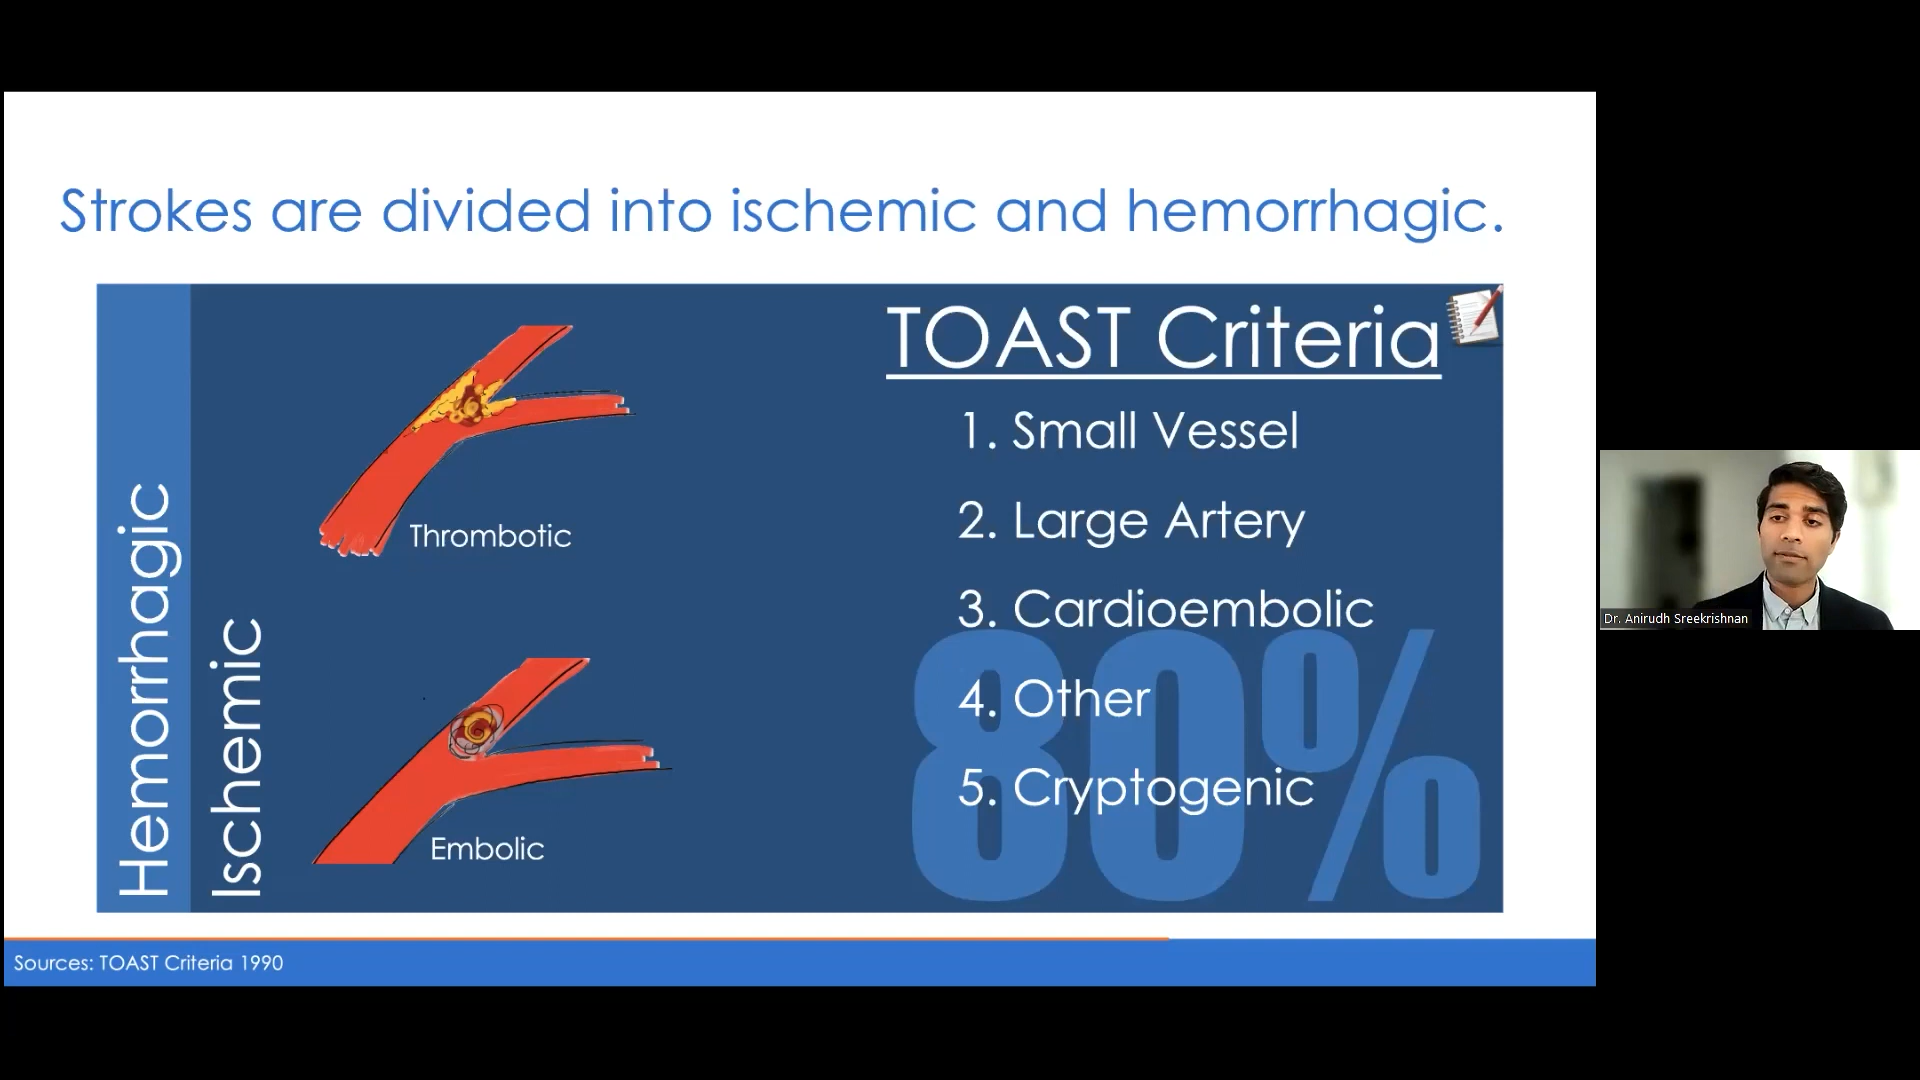 Strokes are divided into ischemic and hemorrhagic.
Hemorrhagic
Ischemic
Thrombotic
Embolic
TOAST Criteria
1. Small Vessel
2. Large Artery
3. Cardioembolic
4. Other
5. Cryptogenic
80%
Sources: TOAST Criteria 1990
Dr. Anirudh Sreekrishnan